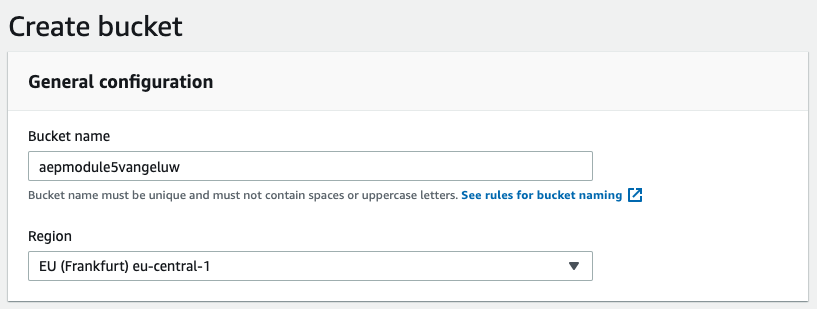 Create bucket
General configuration
Bucket name
aepmodule5vangeluw
Bucket name must be unique and must not contain spaces or uppercase letters. See rules for bucket naming
Region
EU (Frankfurt) eu-central-1